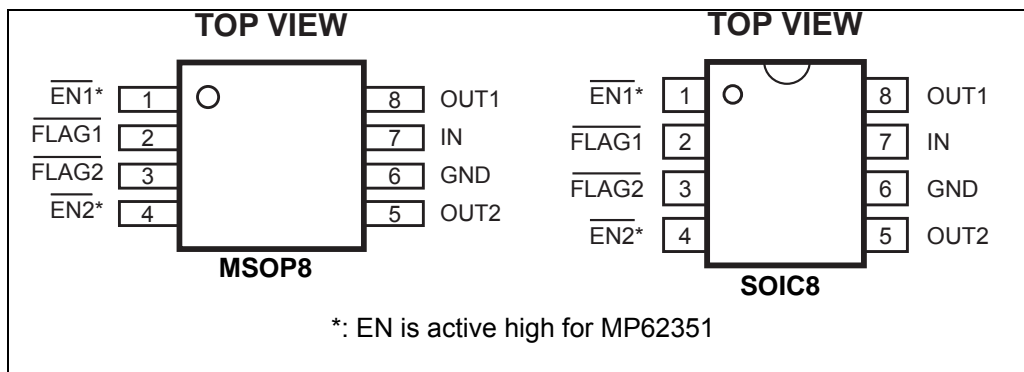 TOP VIEW
EN1* 1 8 OUT1
FLAG1 2 7 IN
FLAG2 3 6 GND
EN2* 4 5 OUT2
MSOP8
TOP VIEW
EN1* 1 8 OUT1
FLAG1 2 7 IN
FLAG2 3 6 GND
EN2* 4 5 OUT2
SOIC8
*: EN is active high for MP62351